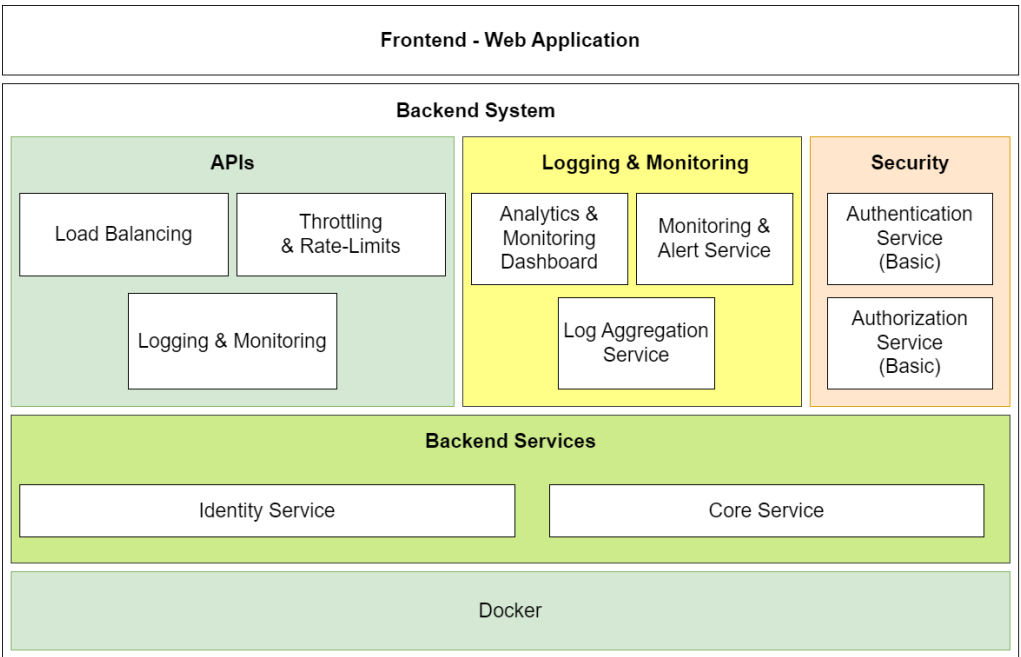 Frontend - Web Application
Backend System
APIs
Load Balancing
Throttling
& Rate-Limits
Logging & Monitoring
Logging & Monitoring
Analytics &
Monitoring
Dashboard
Monitoring &
Alert Service
Log Aggregation
Service
Security
Authentication
Service
(Basic)
Authorization
Service
(Basic)
Backend Services
Identity Service
Core Service
Docker